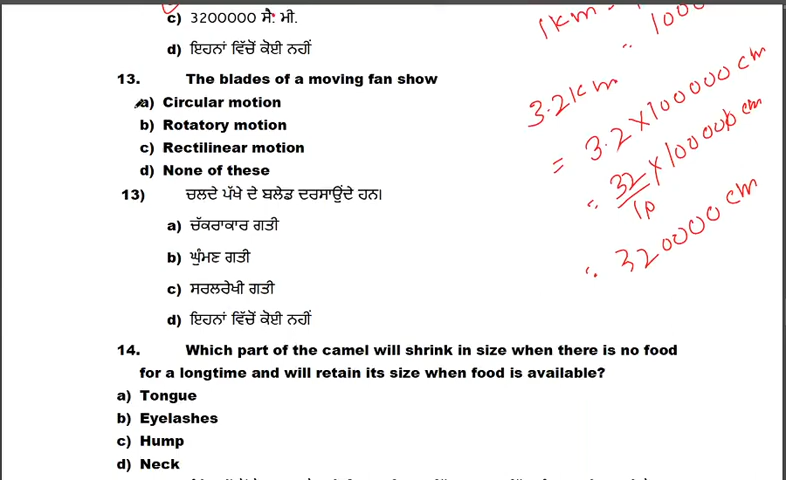 c) 3200000 ਸੈ: ਮੀ.
d) ਇਹਨਾਂ ਵਿੱਚੋਂ ਕੋਈ ਨਹੀਂ
13. The blades of a moving fan show
a) Circular motion
b) Rotatory motion
c) Rectilinear motion
d) None of these
13) ਚਲਦੇ ਪੱਖੇ ਦੇ ਬਲੇਡ ਦਰਸਾਉਂਦੇ ਹਨ।
a) ਚੱਕਰਾਕਾਰ ਗਤੀ
b) ਘੁੰਮਣ ਗਤੀ
c) ਸਰਲਰੇਖੀ ਗਤੀ
d) ਇਹਨਾਂ ਵਿੱਚੋਂ ਕੋਈ ਨਹੀਂ
14. Which part of the camel will shrink in size when there is no food
for a longtime and will retain its size when food is available?
a) Tongue
b) Eyelashes
c) Hump
d) Neck
1km
3.2km
= 3.2×100000 cm
32/10 ×100000 cm
320000 cm